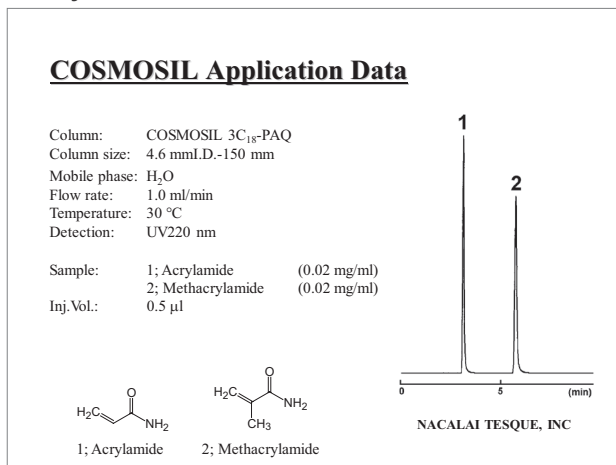 COSMOSIL Application Data
Column: COSMOSIL 3C₁₈-PAQ
Column size: 4.6 mmI.D.-150 mm
Mobile phase: H₂O
Flow rate: 1.0 ml/min
Temperature: 30 °C
Detection: UV220 nm
Sample: 1; Acrylamide (0.02 mg/ml)
2; Methacrylamide (0.02 mg/ml)
Inj.Vol.: 0.5 µl
1
2
0 5 (min)
O
H₂C
NH₂
1; Acrylamide
O
H₂C
NH₂
CH₃
2; Methacrylamide
NACALAI TESQUE, INC